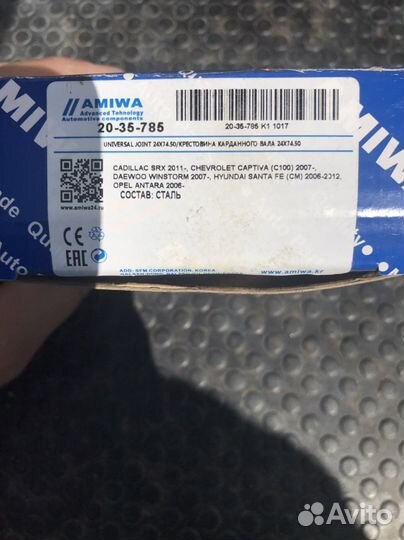 AMIWA
Advanced Tehnology
Automotive components
20-35-785
20-35-785 K1 1017
UNIVERSAL JOINT 24X74.50/КРЕСТОВИНА КАРДАННОГО ВАЛА 24X74.50
CADILLAC SRX 2011-, CHEVROLET CAPTIVA (C100) 2007-,
DAEWOO WINSTORM 2007-, HYUNDAI SANTA FE (CM) 2006-2012,
OPEL ANTARA 2006-
СОСТАВ: СТАЛЬ
www.amiwa24.ru
CE
EAC
ADD: SFM CORPORATION, KOREA
www.amiwa.kr
Avito